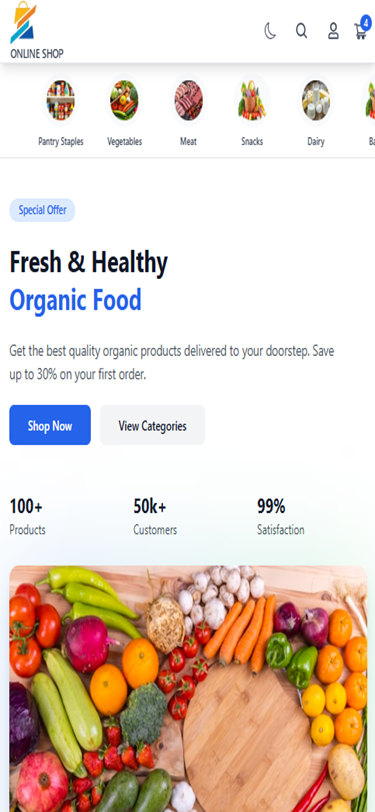 ONLINE SHOP
4
Pantry Staples
Vegetables
Meat
Snacks
Dairy
Ba
Special Offer
Fresh & Healthy
Organic Food
Get the best quality organic products delivered to your doorstep. Save
up to 30% on your first order.
Shop Now
View Categories
100+
50k+
99%
Products
Customers
Satisfaction